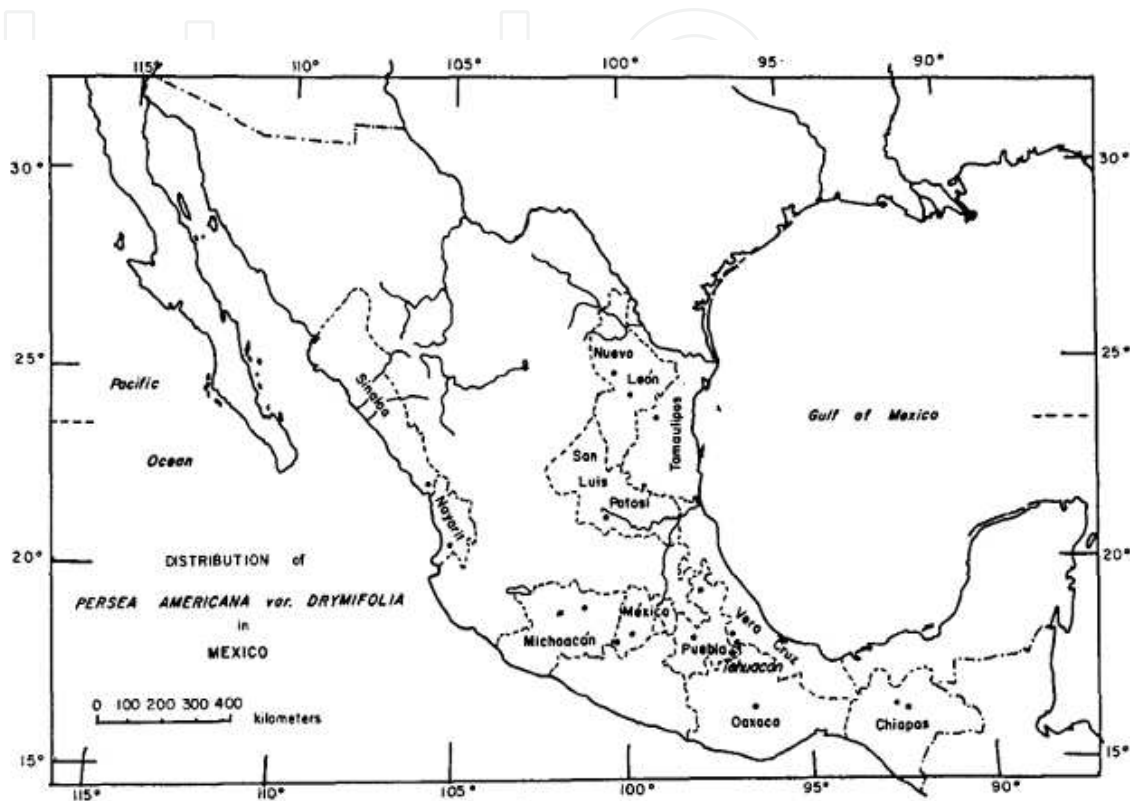 115° 110° 105° 100° 95° 90°
30° 30°
25° 25°
20° 20°
15° 15°
Nuevo
León
Tamaulipas
Sinaloa
San
Luis
Potosí
Nayarit
Pacific
Ocean
Gulf of Mexico
DISTRIBUTION of
PERSEA AMERICANA var. DRYMIFOLIA
in
MEXICO
0 100 200 300 400
kilometers
Michoacán
México
Puebla
Vera Cruz
Tehuacán
Oaxaca
Chiapas
115° 110° 105° 100° 95° 90°